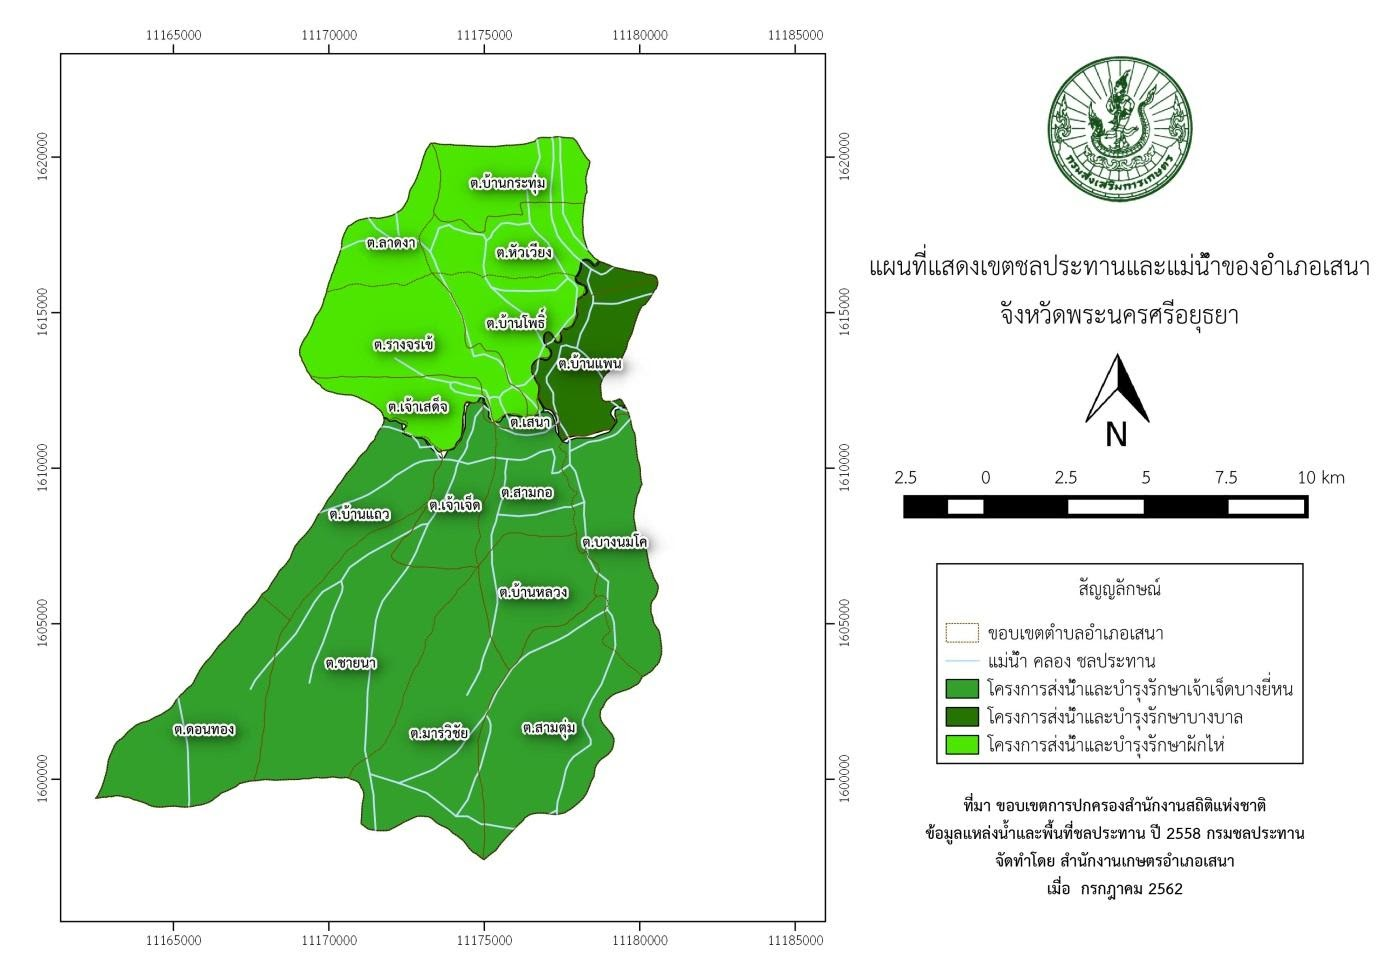 11165000 11170000 11175000 11180000 11185000
1620000
1615000
1610000
1605000
1600000
ต.บ้านกระทุ่ม
ต.ลาดงา
ต.หัวเวียง
ต.บ้านโพธิ์
ต.รางจรเข้
ต.บ้านแพน
ต.เจ้าเสด็จ
ต.เสนา
ต.สามกอ
ต.เจ้าเจ็ด
ต.บ้านแถว
ต.บางนมโค
ต.บ้านหลวง
ต.ชายนา
ต.ดอนทอง
ต.มารวิชัย
ต.สามตุ่ม
1620000
1615000
1610000
1605000
1600000
11165000 11170000 11175000 11180000 11185000
กรมส่งเสริมการเกษตร
แผนที่แสดงเขตชลประทานและแม่น้ำของอำเภอเสนา
จังหวัดพระนครศรีอยุธยา
N
2.5 0 2.5 5 7.5 10 km
สัญญลักษณ์
ขอบเขตตำบลอำเภอเสนา
แม่น้ำ คลอง ชลประทาน
โครงการส่งน้ำและบำรุงรักษาเจ้าเจ็ดบางยี่หน
โครงการส่งน้ำและบำรุงรักษาบางบาล
โครงการส่งน้ำและบำรุงรักษาผักไห่
ที่มา ขอบเขตการปกครองสำนักงานสถิติแห่งชาติ
ข้อมูลแหล่งน้ำและพื้นที่ชลประทาน ปี 2558 กรมชลประทาน
จัดทำโดย สำนักงานเกษตรอำเภอเสนา
เมื่อ กรกฎาคม 2562